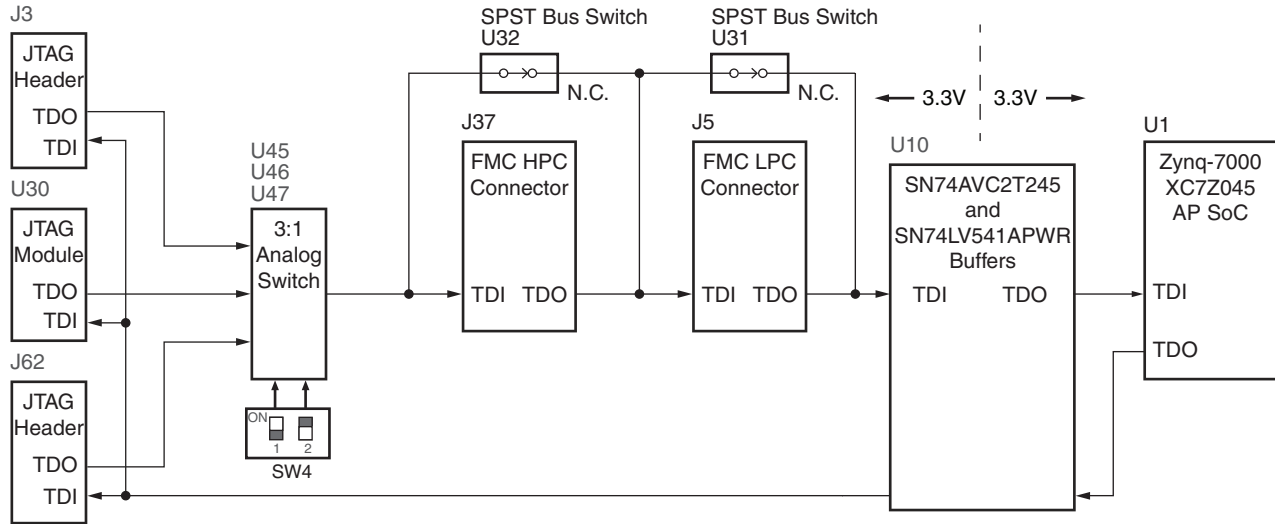 J3
JTAG
Header
TDO
TDI
U30
JTAG
Module
TDO
TDI
J62
JTAG
Header
TDO
TDI
U45
U46
U47
3:1
Analog
Switch
ON
1 2
SW4
SPST Bus Switch
U32
N.C.
J37
FMC HPC
Connector
TDI TDO
SPST Bus Switch
U31
N.C.
J5
FMC LPC
Connector
TDI TDO
3.3V 3.3V
U10
SN74AVC2T245
and
SN74LV541APWR
Buffers
TDI TDO
U1
Zynq-7000
XC7Z045
AP SoC
TDI
TDO